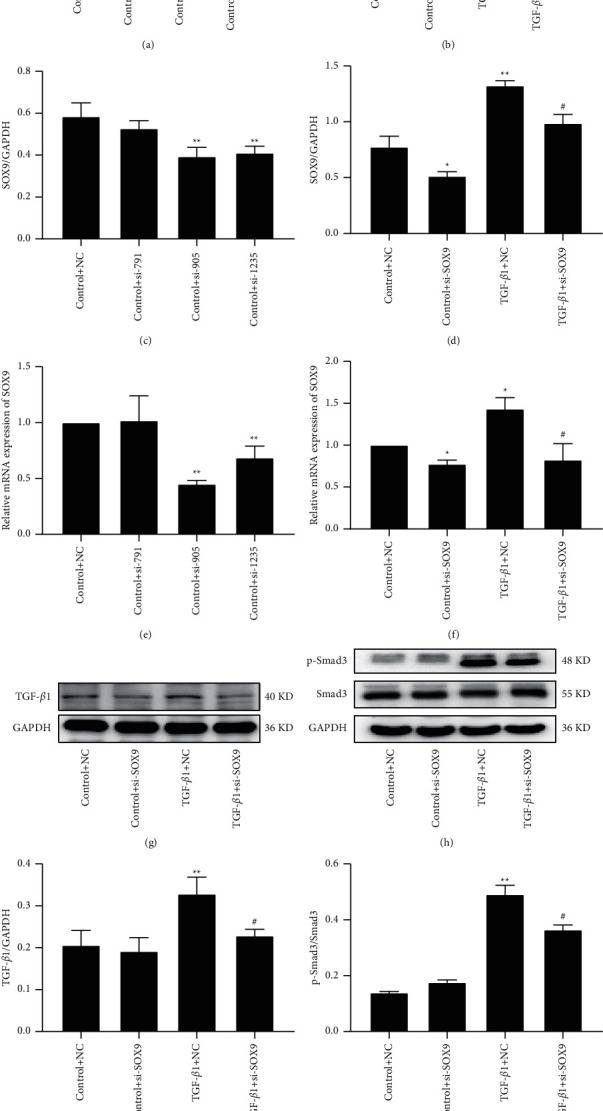 (a)
(b)
SOX9/GAPDH
0.8
0.6
0.4
0.2
0.0
**
**
Control+NC
Control+si-791
Control+si-905
Control+si-1235
(c)
SOX9/GAPDH
1.5
1.0
0.5
0.0
*
**
#
Control+NC
Control+si-SOX9
TGF-β1+NC
TGF-β1+si-SOX9
(d)
Relative mRNA expression of SOX9
1.5
1.0
0.5
0.0
**
**
Control+NC
Control+si-791
Control+si-905
Control+si-1235
(e)
Relative mRNA expression of SOX9
2.0
1.5
1.0
0.5
0.0
*
*
#
Control+NC
Control+si-SOX9
TGF-β1+NC
TGF-β1+si-SOX9
(f)
TGF-β1
40 KD
GAPDH
36 KD
Control+NC
Control+si-SOX9
TGF-β1+NC
TGF-β1+si-SOX9
(g)
p-Smad3
48 KD
Smad3
55 KD
GAPDH
36 KD
Control+NC
Control+si-SOX9
TGF-β1+NC
TGF-β1+si-SOX9
(h)
TGF-β1/GAPDH
0.4
0.3
0.2
0.1
0.0
**
#
Control+NC
Control+si-SOX9
TGF-β1+NC
GF-β1+si-SOX9
p-Smad3/Smad3
0.6
0.4
0.2
0.0
**
#
Control+NC
Control+si-SOX9
TGF-β1+NC
GF-β1+si-SOX9